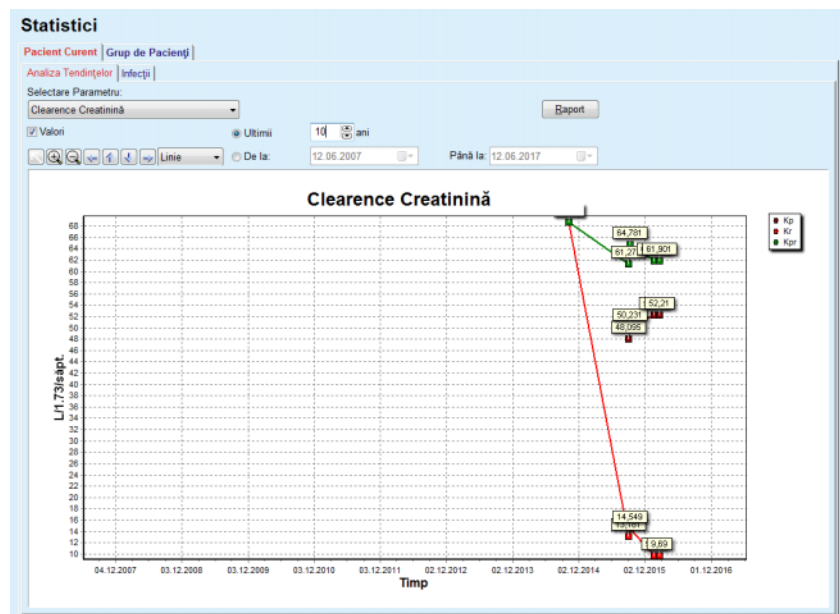 Statistici
Pacient Curent Grup de Pacienţi
Analiza Tendinţelor Infecţii
Selectare Parametru:
Clearence Creatinină
Raport
Valori Ultimii 10 ani
Linie De la: 12.06.2007 Până la: 12.06.2017
Clearence Creatinină
Kp
Kr
Kpr
68
66
64
62
60
58
56
54
52
50
48
46
44
42
40
38
36
34
32
30
28
26
24
22
20
18
16
14
12
10
L/1.73/săpt.
64,781
61,901
52,21
50,231
48,095
14,549
9,69
04.12.2007 03.12.2008 03.12.2009 03.12.2010 03.12.2011 02.12.2012 02.12.2013 02.12.2014 02.12.2015 01.12.2016
Timp